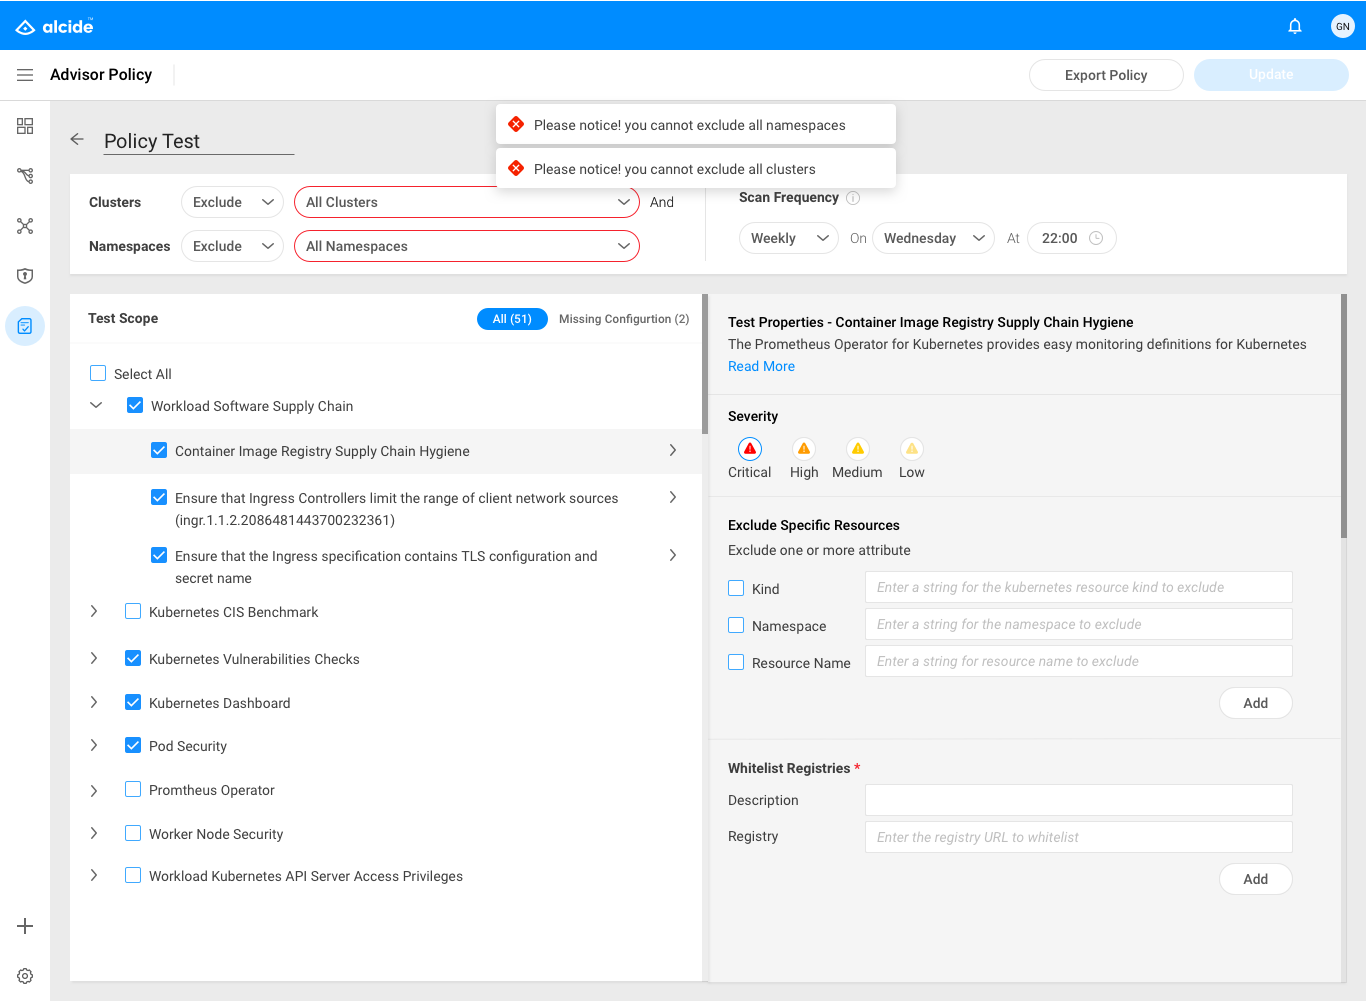 alcide™
GN
Advisor Policy
Export Policy
Update
Please notice! you cannot exclude all namespaces
Please notice! you cannot exclude all clusters
Policy Test
Clusters
Exclude
All Clusters
And
Namespaces
Exclude
All Namespaces
Scan Frequency
Weekly
On
Wednesday
At
22:00
Test Scope
All (51)
Missing Configurtion (2)
Select All
Workload Software Supply Chain
Container Image Registry Supply Chain Hygiene
Ensure that Ingress Controllers limit the range of client network sources
(ingr.1.1.2.2086481443700232361)
Ensure that the Ingress specification contains TLS configuration and
secret name
Kubernetes CIS Benchmark
Kubernetes Vulnerabilities Checks
Kubernetes Dashboard
Pod Security
Promtheus Operator
Worker Node Security
Workload Kubernetes API Server Access Privileges
Test Properties - Container Image Registry Supply Chain Hygiene
The Prometheus Operator for Kubernetes provides easy monitoring definitions for Kubernetes
Read More
Severity
Critical
High
Medium
Low
Exclude Specific Resources
Exclude one or more attribute
Kind
Enter a string for the kubernetes resource kind to exclude
Namespace
Enter a string for the namespace to exclude
Resource Name
Enter a string for resource name to exclude
Add
Whitelist Registries *
Description
Registry
Enter the registry URL to whitelist
Add